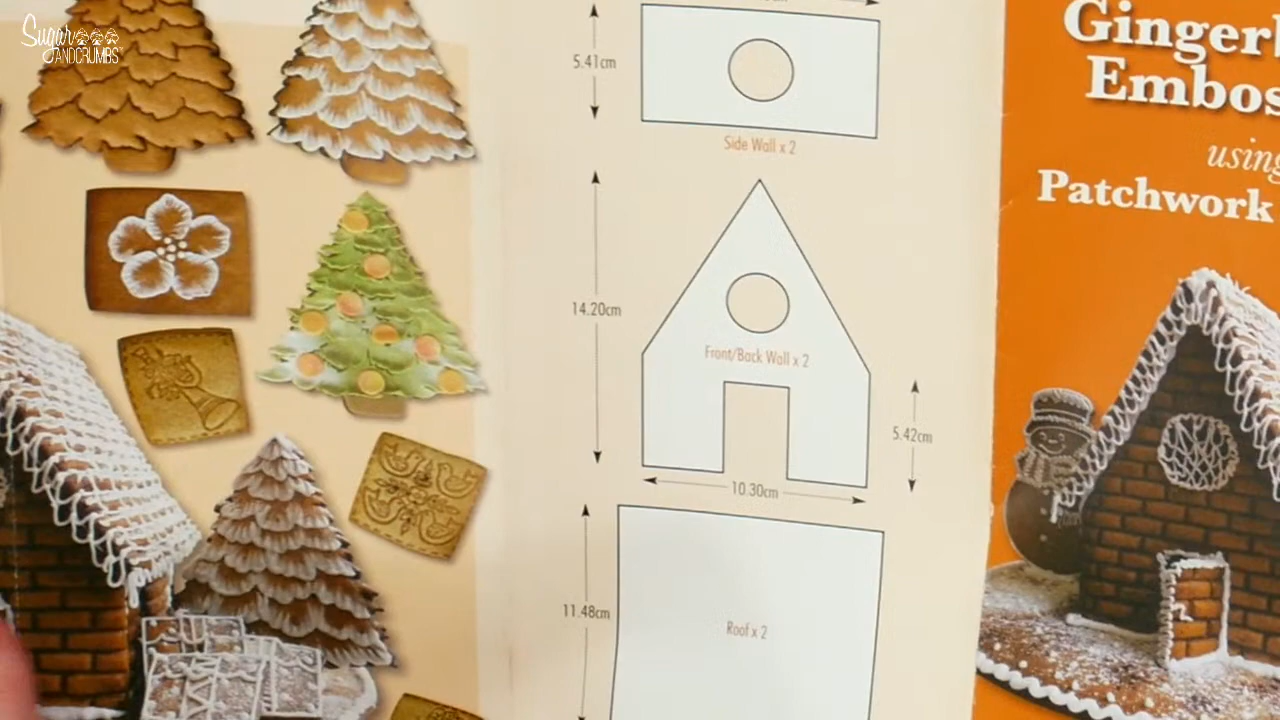 Sugar
ANDCRUMBS
5.41cm
Side Wall x 2
14.20cm
Front/Back Wall x 2
5.42cm
10.30cm
11.48cm
Roof x 2
Ginger
Embos
using
Patchwork